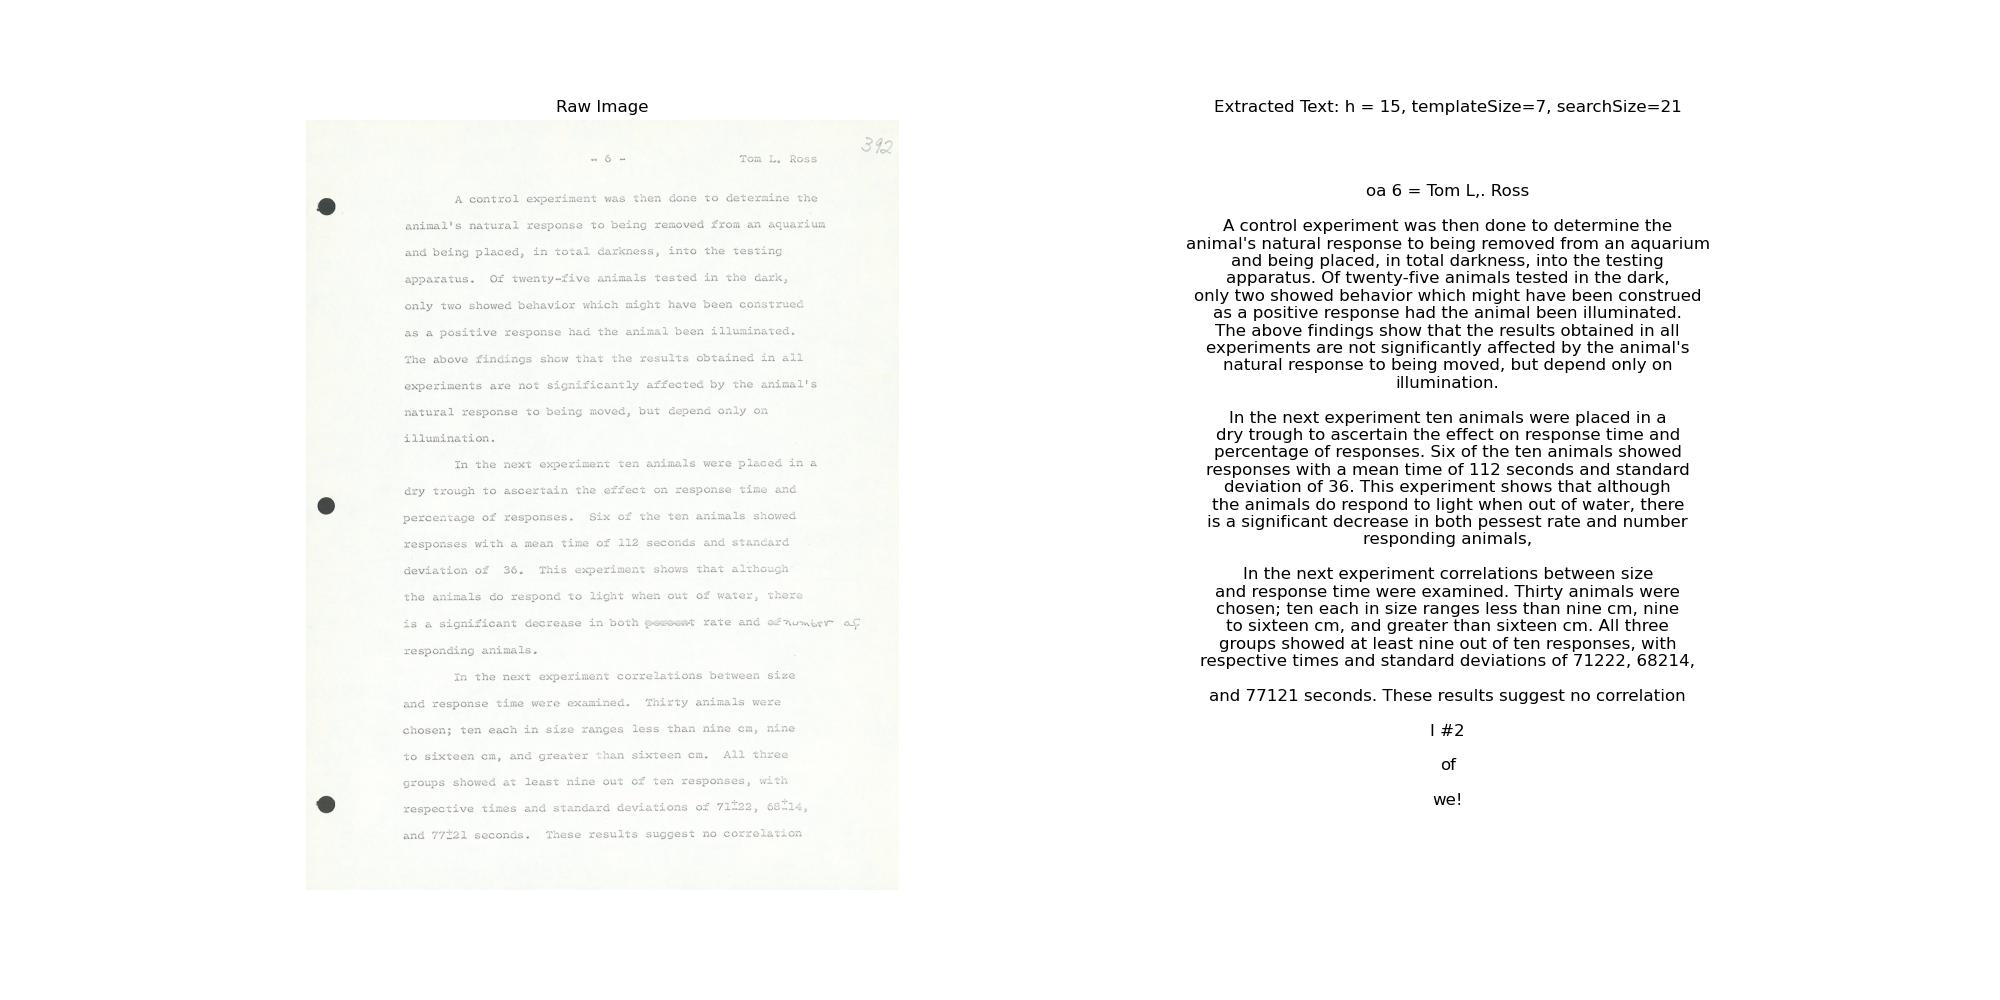 Raw Image
392
- 6 -    Tom L. Ross
A control experiment was then done to determine the
animal's natural response to being removed from an aquarium
and being placed, in total darkness, into the testing
apparatus.  Of twenty-five animals tested in the dark,
only two showed behavior which might have been construed
as a positive response had the animal been illuminated.
The above findings show that the results obtained in all
experiments are not significantly affected by the animal's
natural response to being moved, but depend only on
illumination.
In the next experiment ten animals were placed in a
dry trough to ascertain the effect on response time and
percentage of responses.  Six of the ten animals showed
responses with a mean time of 112 seconds and standard
deviation of  36.  This experiment shows that although
the animals do respond to light when out of water, there
is a significant decrease in both rate and number of
responding animals.
In the next experiment correlations between size
and response time were examined.  Thirty animals were
chosen; ten each in size ranges less than nine cm, nine
to sixteen cm, and greater than sixteen cm.  All three
groups showed at least nine out of ten responses, with
respective times and standard deviations of 71±22, 68±14,
and 77±21 seconds.  These results suggest no correlation
Extracted Text: h = 15, templateSize=7, searchSize=21
oa 6 = Tom L,. Ross
A control experiment was then done to determine the
animal's natural response to being removed from an aquarium
and being placed, in total darkness, into the testing
apparatus. Of twenty-five animals tested in the dark,
only two showed behavior which might have been construed
as a positive response had the animal been illuminated.
The above findings show that the results obtained in all
experiments are not significantly affected by the animal's
natural response to being moved, but depend only on
illumination.
In the next experiment ten animals were placed in a
dry trough to ascertain the effect on response time and
percentage of responses. Six of the ten animals showed
responses with a mean time of 112 seconds and standard
deviation of 36. This experiment shows that although
the animals do respond to light when out of water, there
is a significant decrease in both pessest rate and number
responding animals,
In the next experiment correlations between size
and response time were examined. Thirty animals were
chosen; ten each in size ranges less than nine cm, nine
to sixteen cm, and greater than sixteen cm. All three
groups showed at least nine out of ten responses, with
respective times and standard deviations of 71222, 68214,
and 77121 seconds. These results suggest no correlation
I #2
of
we!